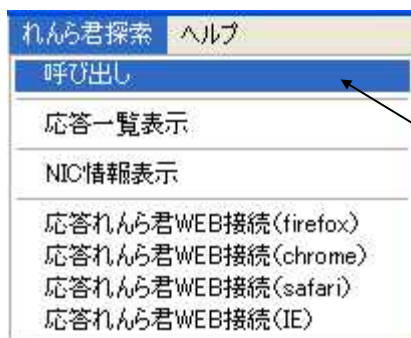 れんら君探索 ヘルプ
呼び出し
応答一覧表示
NIC情報表示
応答れんら君WEB接続(firefox)
応答れんら君WEB接続(chrome)
応答れんら君WEB接続(safari)
応答れんら君WEB接続(IE)